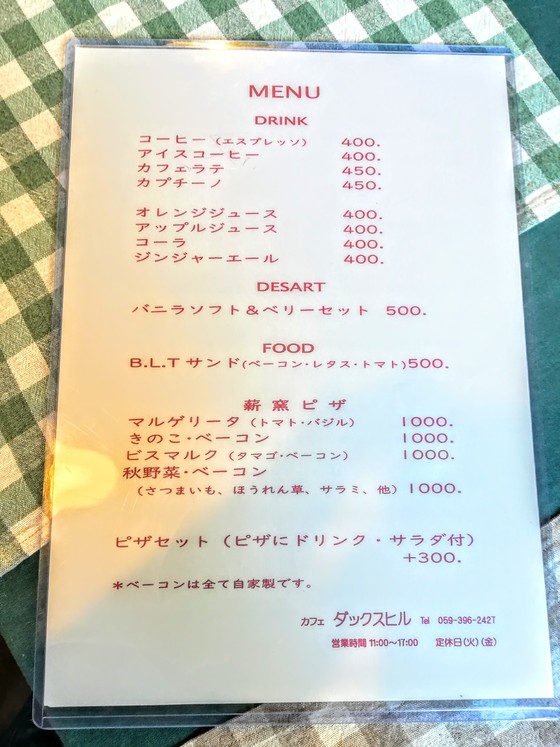 MENU
DRINK
コーヒー(エスプレッソ) 400.
アイスコーヒー 400.
カフェラテ 450.
カプチーノ 450.
オレンジジュース 400.
アップルジュース 400.
コーラ 400.
ジンジャーエール 400.
DESART
バニラソフト&ベリーセット 500.
FOOD
B.L.Tサンド(ベーコン・レタス・トマト)500.
薪窯ピザ
マルゲリータ(トマト・バジル) 1000.
きのこ・ベーコン 1000.
ビスマルク(タマゴ・ベーコン) 1000.
秋野菜・ベーコン
(さつまいも、ほうれん草、サラミ、他) 1000.
ピザセット(ピザにドリンク・サラダ付)
+300.
*ベーコンは全て自家製です。
カフェ ダックスヒル Tel 059-396-2427
営業時間 11:00〜17:00 定休日(火)(金)